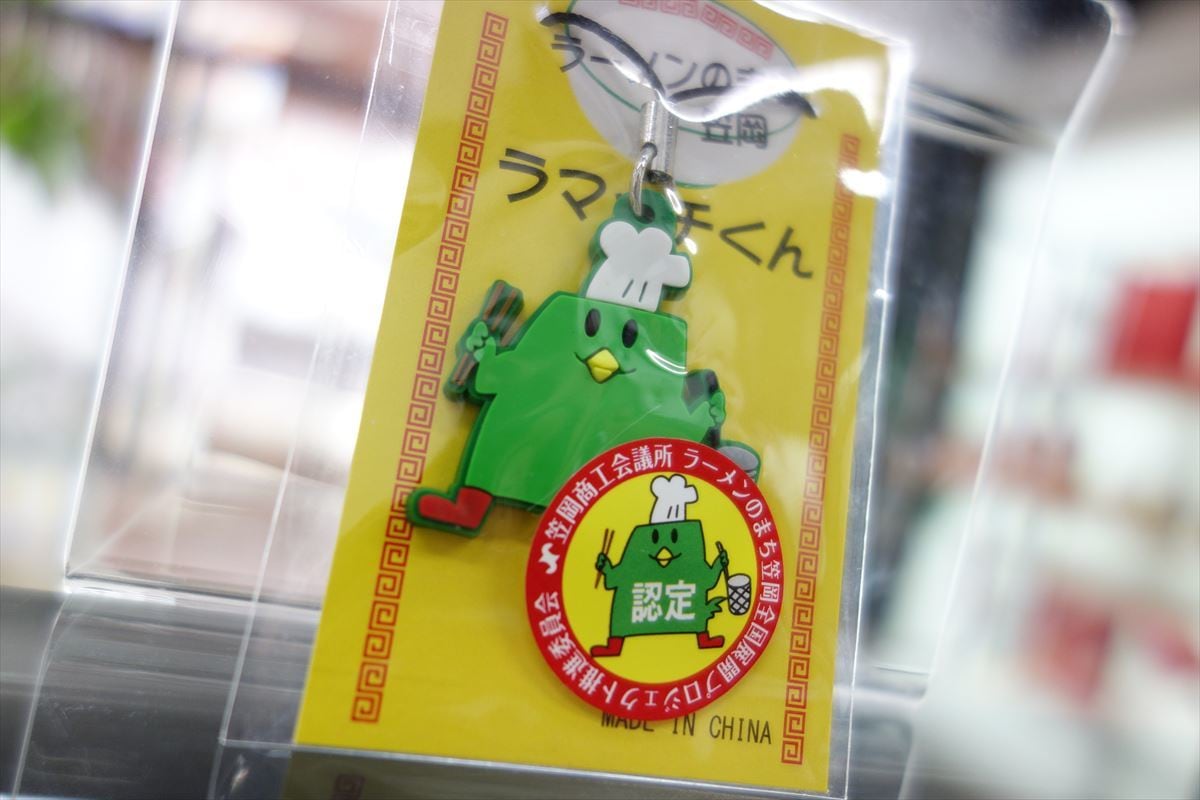 ラーメンのまち
笠岡
ラマ チくん
笠岡商工会議所 ラーメンのまち笠岡全国展開プロジェクト推進委員会
認定
MADE IN CHINA